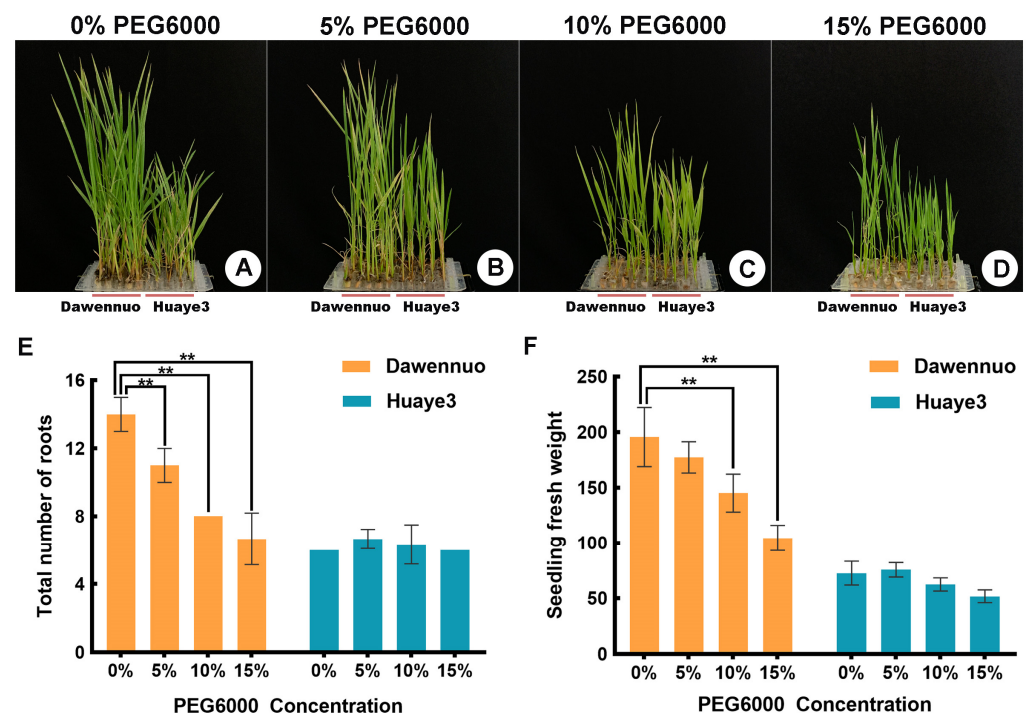 0% PEG6000 5% PEG6000 10% PEG6000 15% PEG6000
A B C D
Dawennuo Huaye3 Dawennuo Huaye3 Dawennuo Huaye3 Dawennuo Huaye3
E
**
**
**
Dawennuo
Huaye3
Total number of roots
16
12
8
4
0
0% 5% 10% 15% 0% 5% 10% 15%
PEG6000 Concentration
F
**
**
Dawennuo
Huaye3
Seedling fresh weight
250
200
150
100
50
0
0% 5% 10% 15% 0% 5% 10% 15%
PEG6000 Concentration